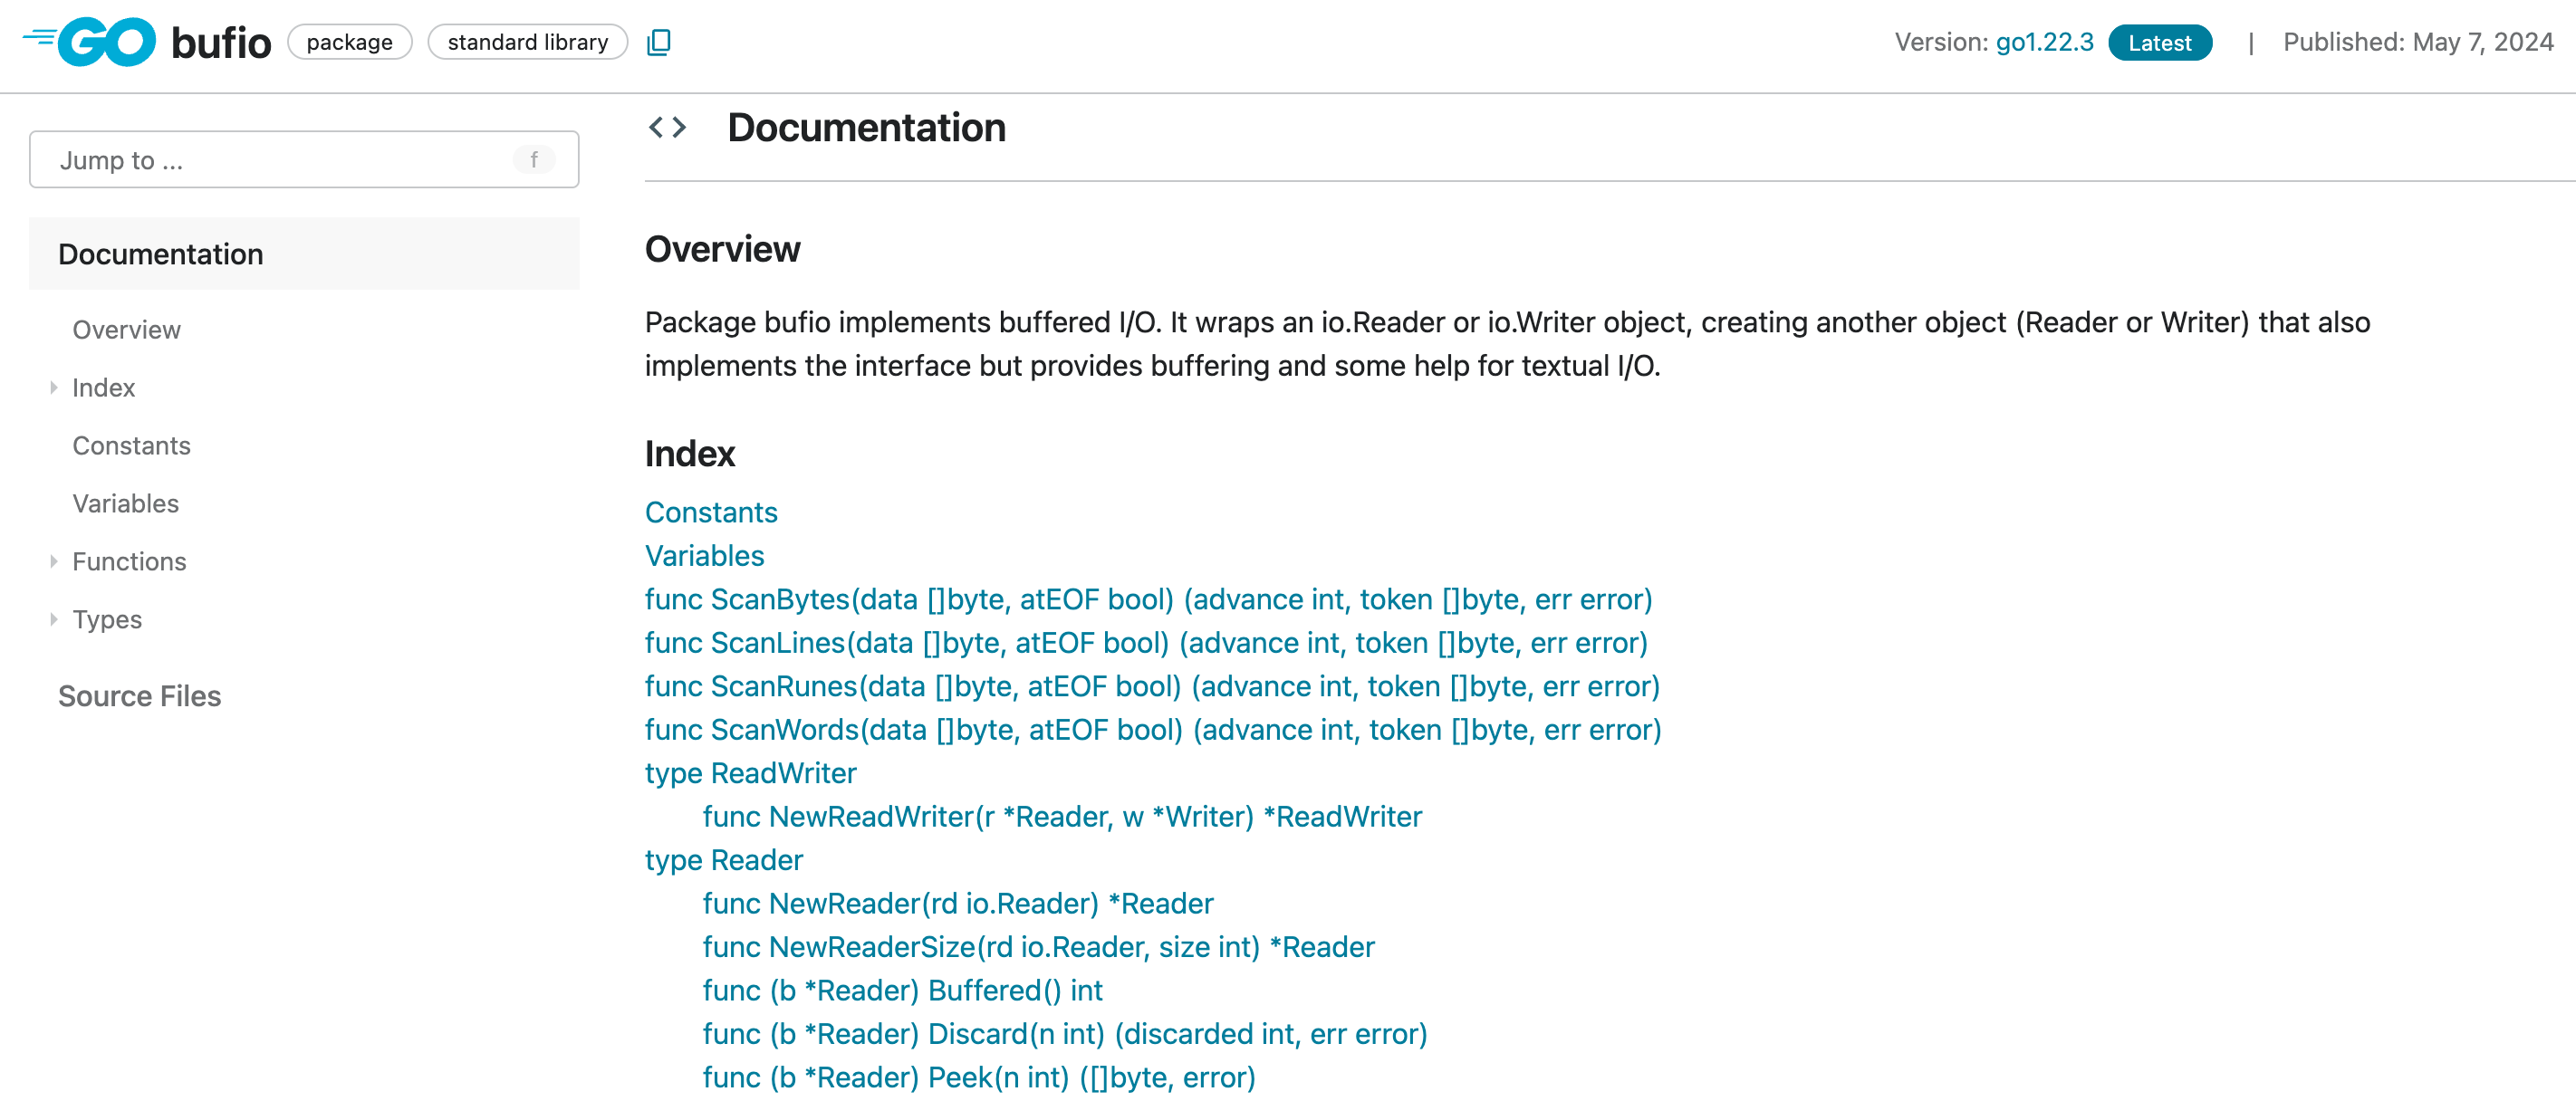 GO bufio package standard library Version: go1.22.3 Latest | Published: May 7, 2024
Jump to ... f
Documentation
Overview
Index
Constants
Variables
Functions
Types
Source Files
< > Documentation
Overview
Package bufio implements buffered I/O. It wraps an io.Reader or io.Writer object, creating another object (Reader or Writer) that also
implements the interface but provides buffering and some help for textual I/O.
Index
Constants
Variables
func ScanBytes(data []byte, atEOF bool) (advance int, token []byte, err error)
func ScanLines(data []byte, atEOF bool) (advance int, token []byte, err error)
func ScanRunes(data []byte, atEOF bool) (advance int, token []byte, err error)
func ScanWords(data []byte, atEOF bool) (advance int, token []byte, err error)
type ReadWriter
func NewReadWriter(r *Reader, w *Writer) *ReadWriter
type Reader
func NewReader(rd io.Reader) *Reader
func NewReaderSize(rd io.Reader, size int) *Reader
func (b *Reader) Buffered() int
func (b *Reader) Discard(n int) (discarded int, err error)
func (b *Reader) Peek(n int) ([]byte, error)